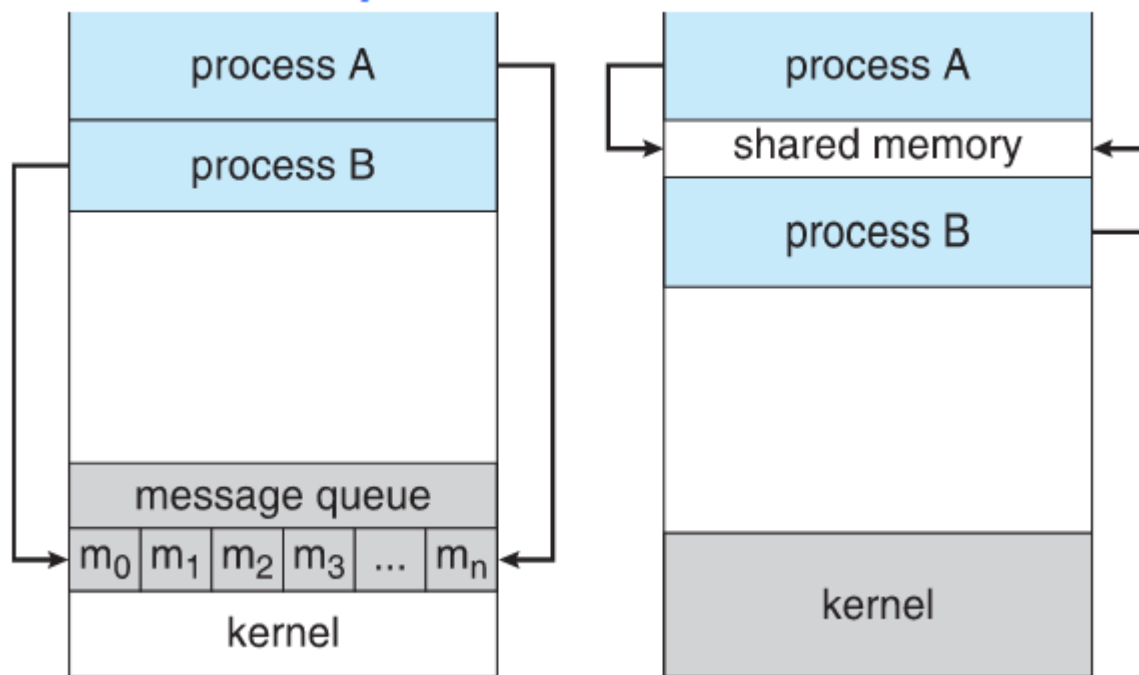 process A
process B
message queue
m0 m1 m2 m3 ... mn
kernel
process A
shared memory
process B
kernel